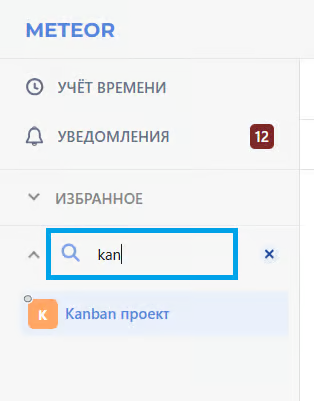 METEOR
УЧЁТ ВРЕМЕНИ
УВЕДОМЛЕНИЯ 12
ИЗБРАННОЕ
kan
K Kanban проект